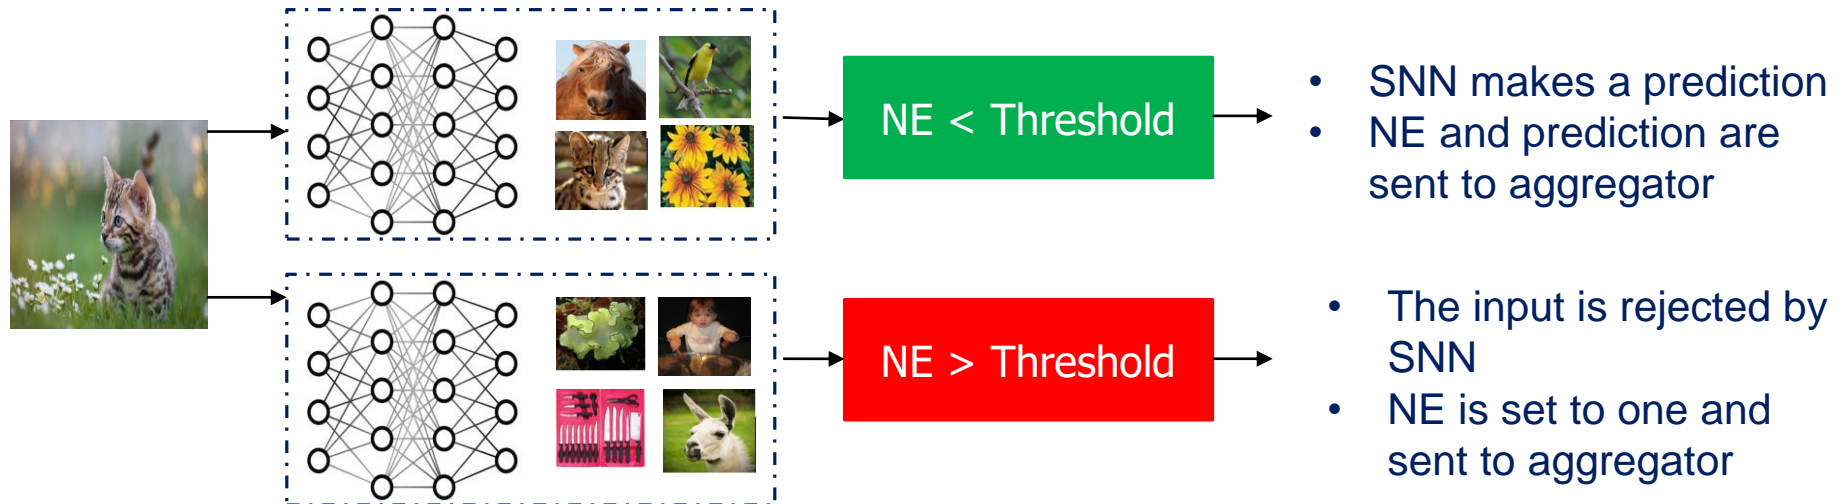 NE < Threshold
• SNN makes a prediction
• NE and prediction are
sent to aggregator
NE > Threshold
• The input is rejected by
SNN
• NE is set to one and
sent to aggregator